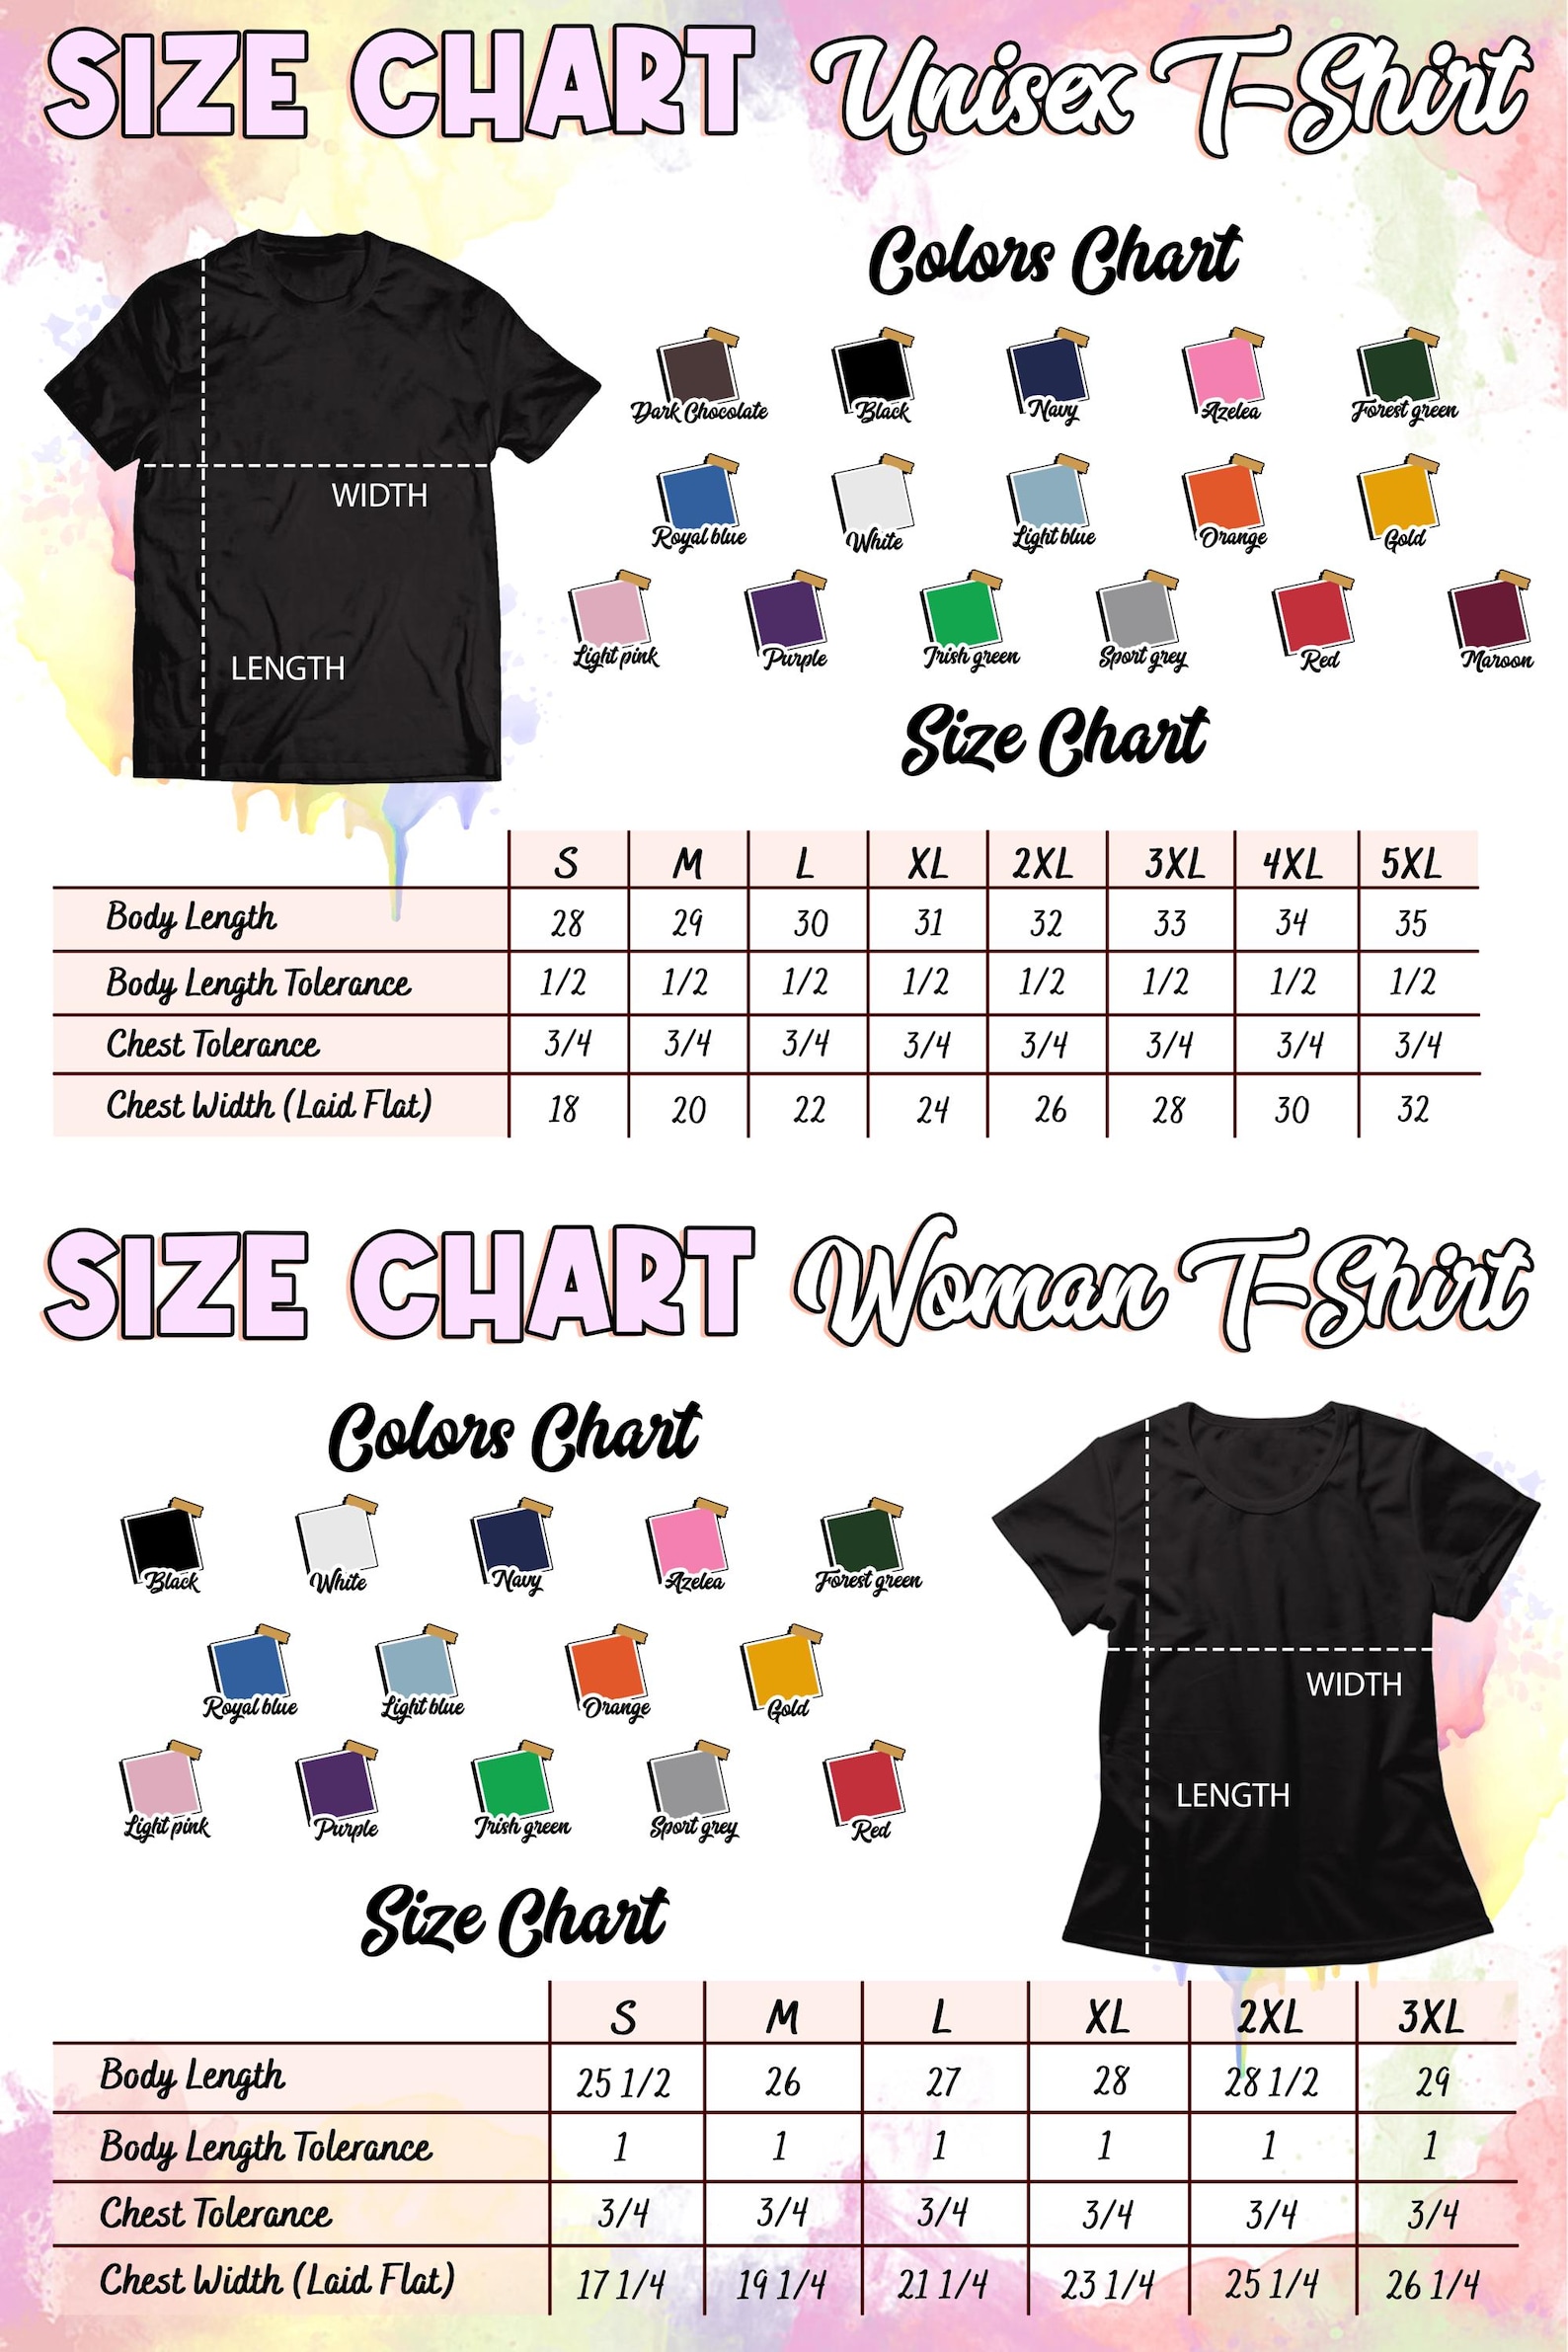 SIZE CHART Unisex T-Shirt
Colors Chart
Dark Chocolate Black Navy Azelea Forest green
Royal blue White Light blue Orange Gold
Light pink Purple Irish green Sport grey Red Maroon
WIDTH
LENGTH
Size Chart
S M L XL 2XL 3XL 4XL 5XL
Body Length 28 29 30 31 32 33 34 35
Body Length Tolerance 1/2 1/2 1/2 1/2 1/2 1/2 1/2 1/2
Chest Tolerance 3/4 3/4 3/4 3/4 3/4 3/4 3/4 3/4
Chest Width (Laid Flat) 18 20 22 24 26 28 30 32
SIZE CHART Woman T-Shirt
Colors Chart
Black White Navy Azelea Forest green
Royal blue Light blue Orange Gold
Light pink Purple Irish green Sport grey Red
WIDTH
LENGTH
Size Chart
S M L XL 2XL 3XL
Body Length 25 1/2 26 27 28 28 1/2 29
Body Length Tolerance 1 1 1 1 1 1
Chest Tolerance 3/4 3/4 3/4 3/4 3/4 3/4
Chest Width (Laid Flat) 17 1/4 19 1/4 21 1/4 23 1/4 25 1/4 26 1/4